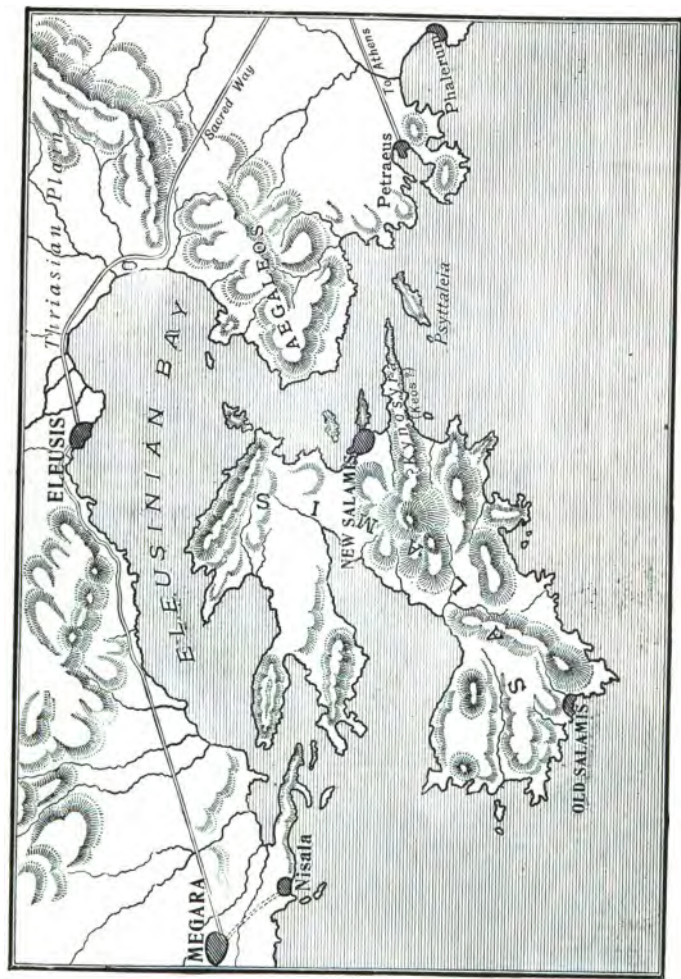 Thriasian Plain
Sacred Way
To Athens
ELEUSIS
ELEUSINIAN BAY
AEGALEOS
Petraeus
Phalerum
Psyttaleia
Kynosyra
(Keos ?)
NEW SALAMIS
SALAMIS
OLD SALAMIS
MEGARA
Nisaia